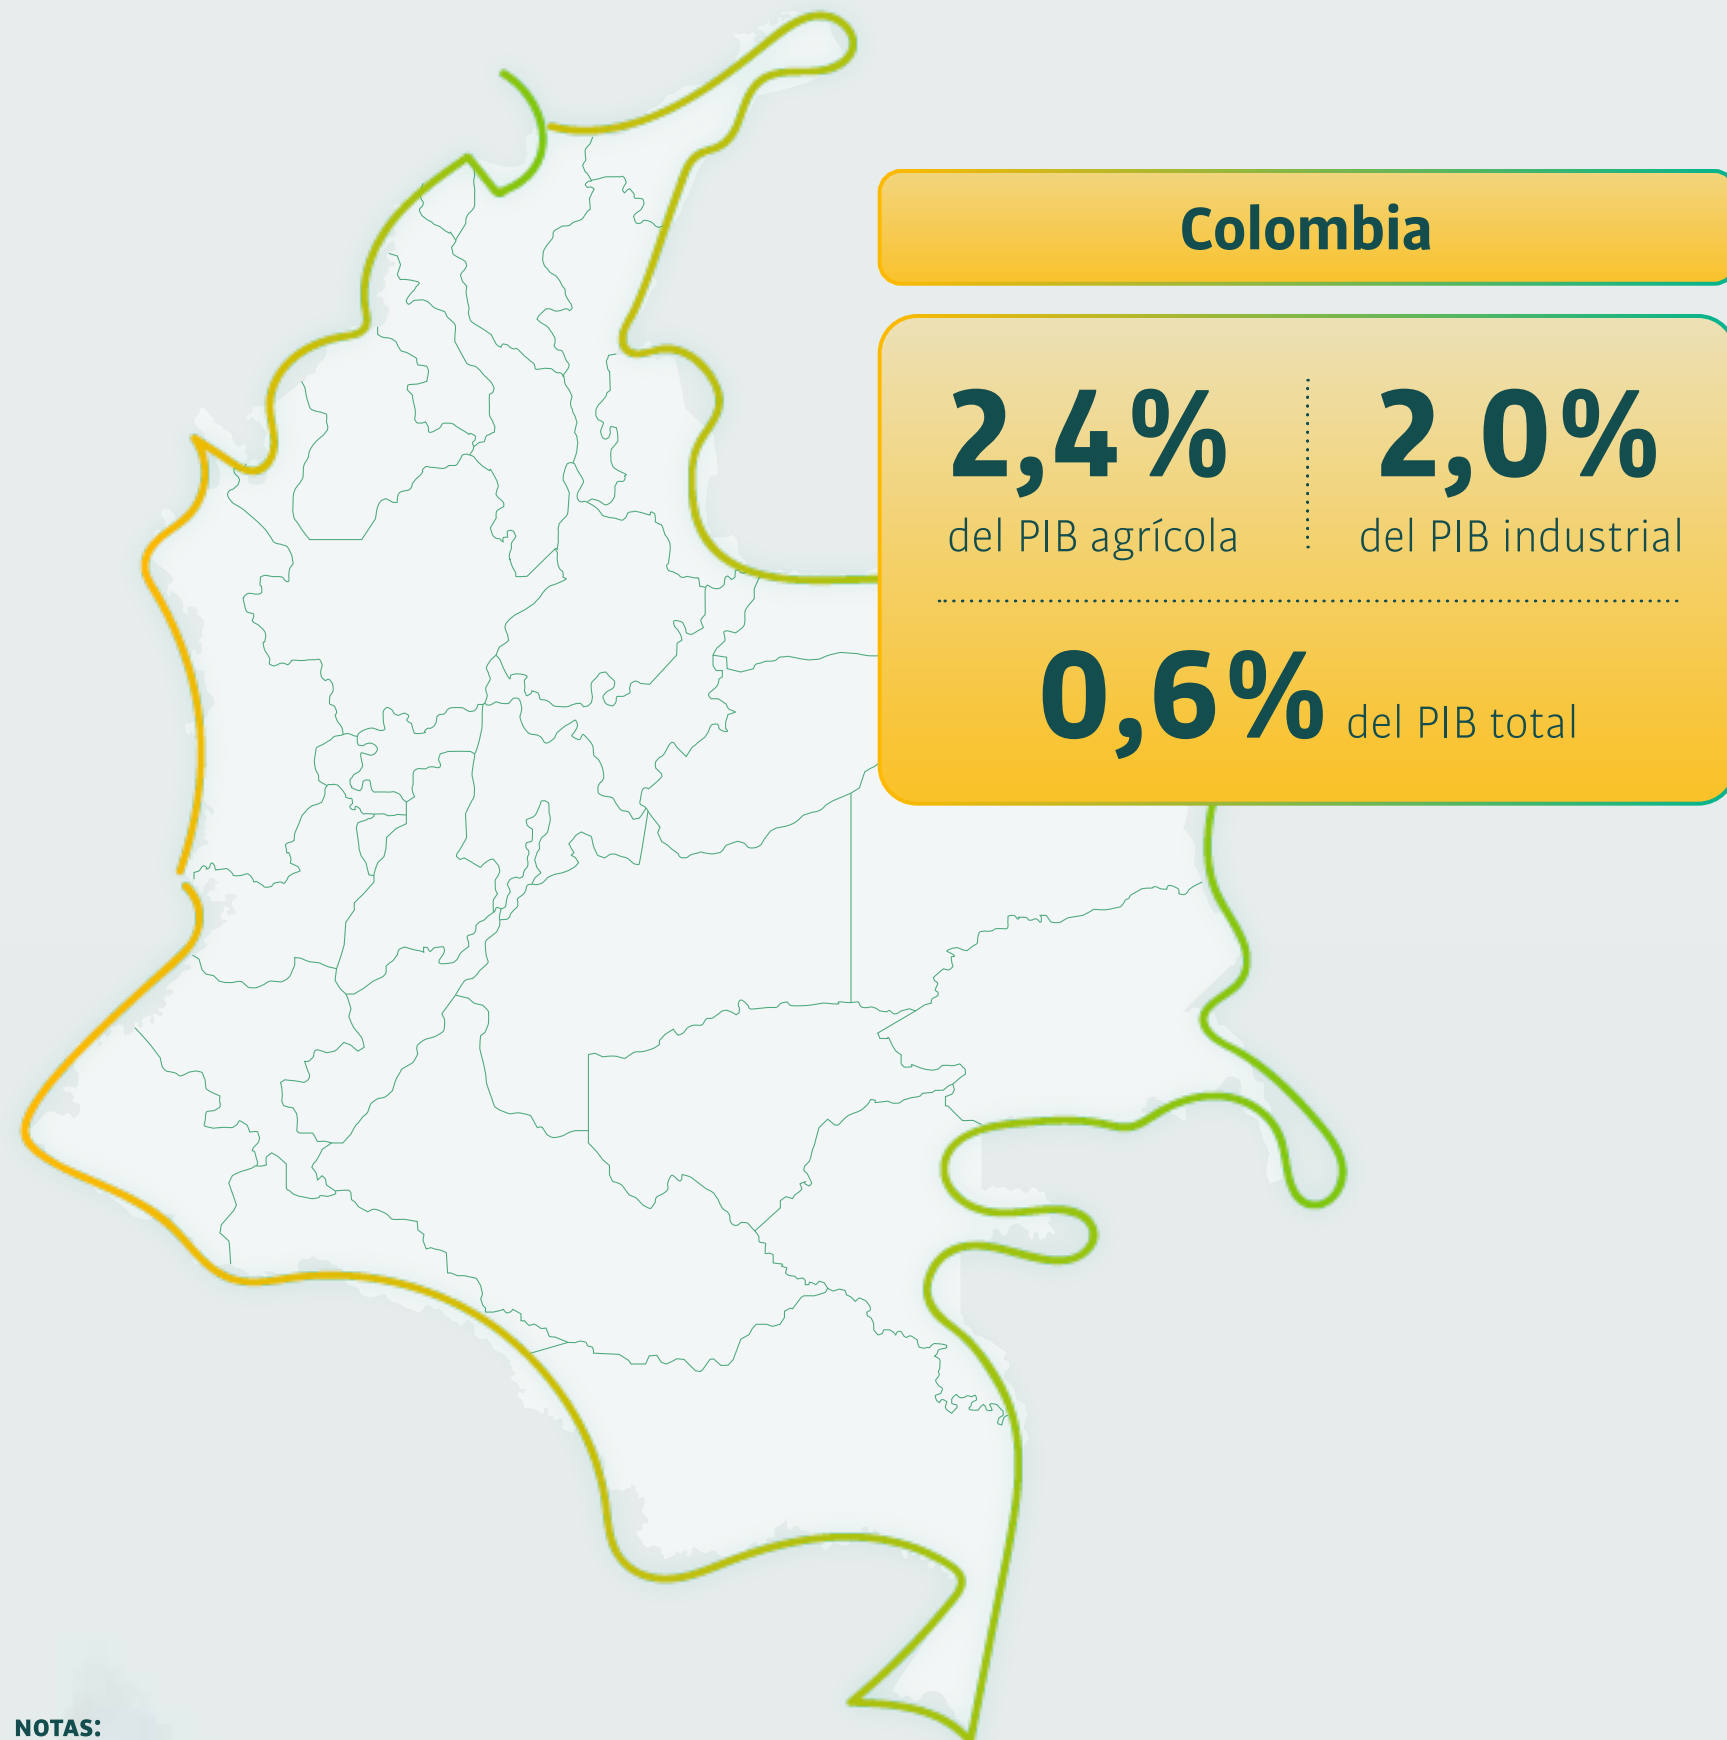 Colombia
2,4%
del PIB agrícola
2,0%
del PIB industrial
0,6% del PIB total
NOTAS: